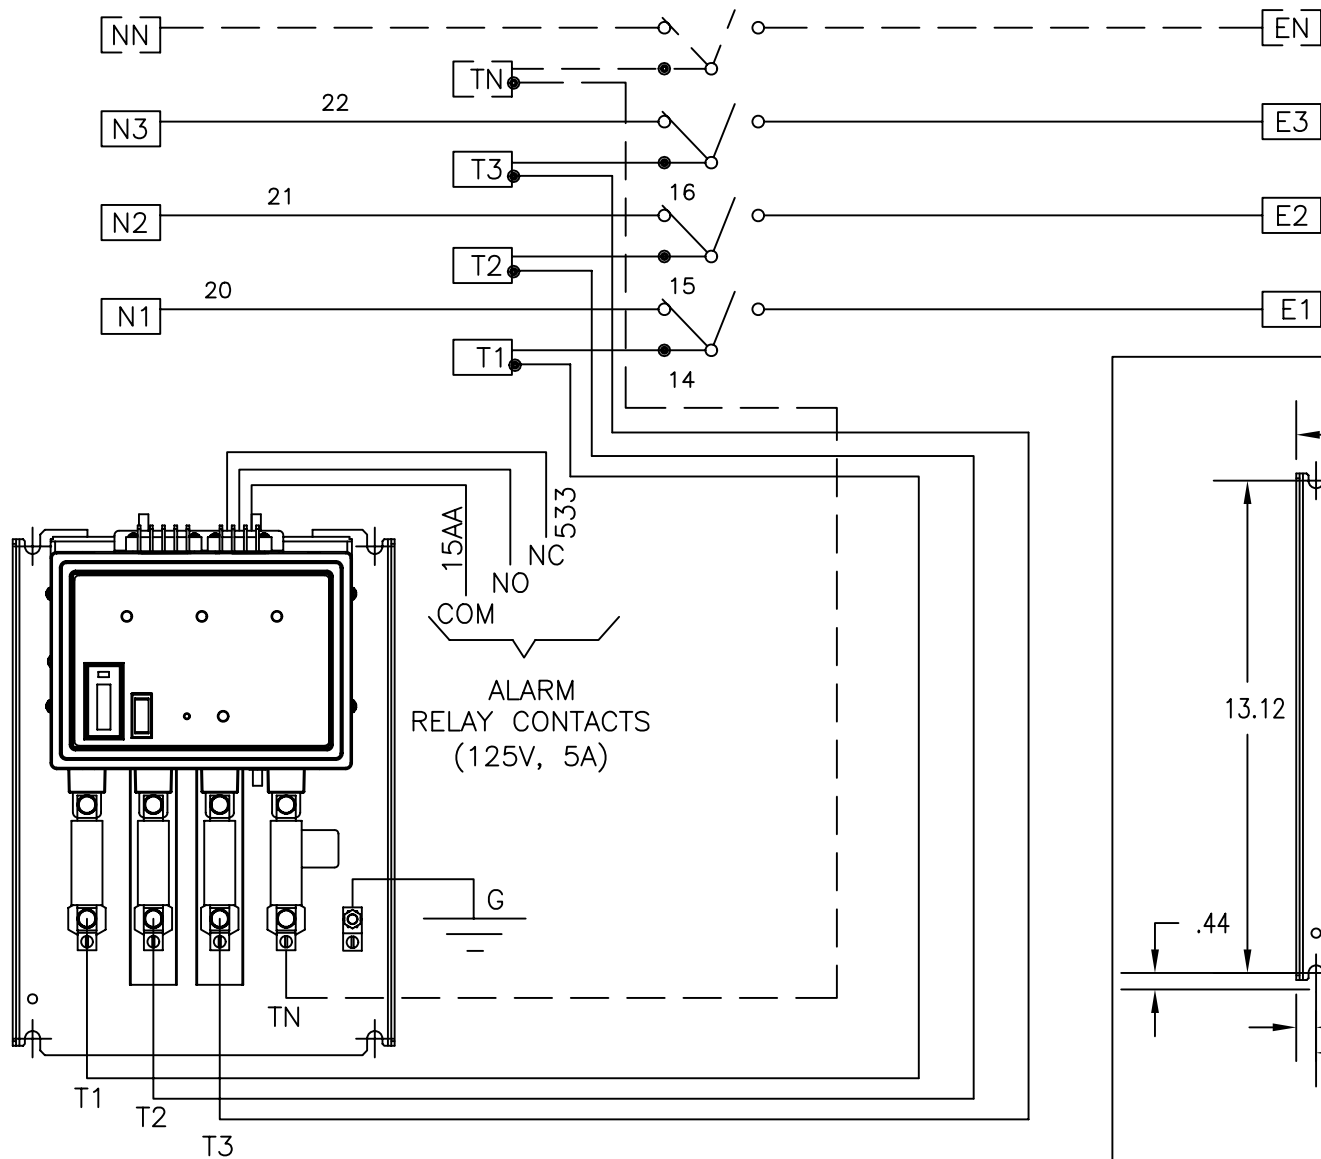 NN
EN
TN
22
N3
E3
T3
16
21
N2
E2
T2
15
20
N1
E1
T1
14
15AA
533
NC
NO
COM
ALARM
RELAY CONTACTS
(125V, 5A)
13.12
G
.44
TN
T1
T2
T3